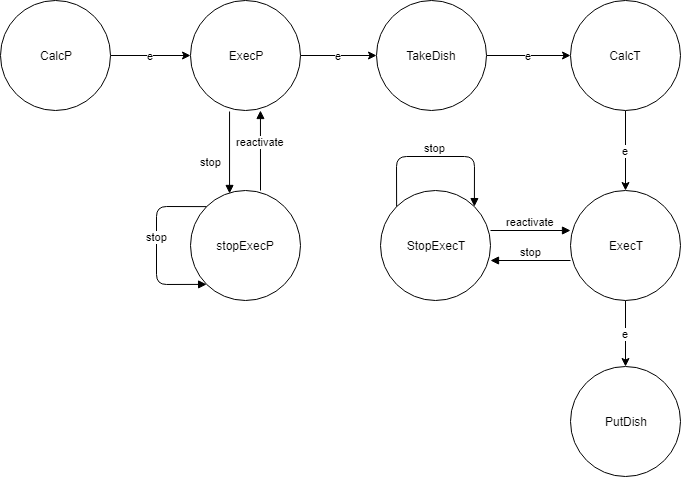 CalcP
e
ExecP
e
TakeDish
e
CalcT
stop
reactivate
stop
e
stop
stopExecP
StopExecT
reactivate
stop
ExecT
e
PutDish